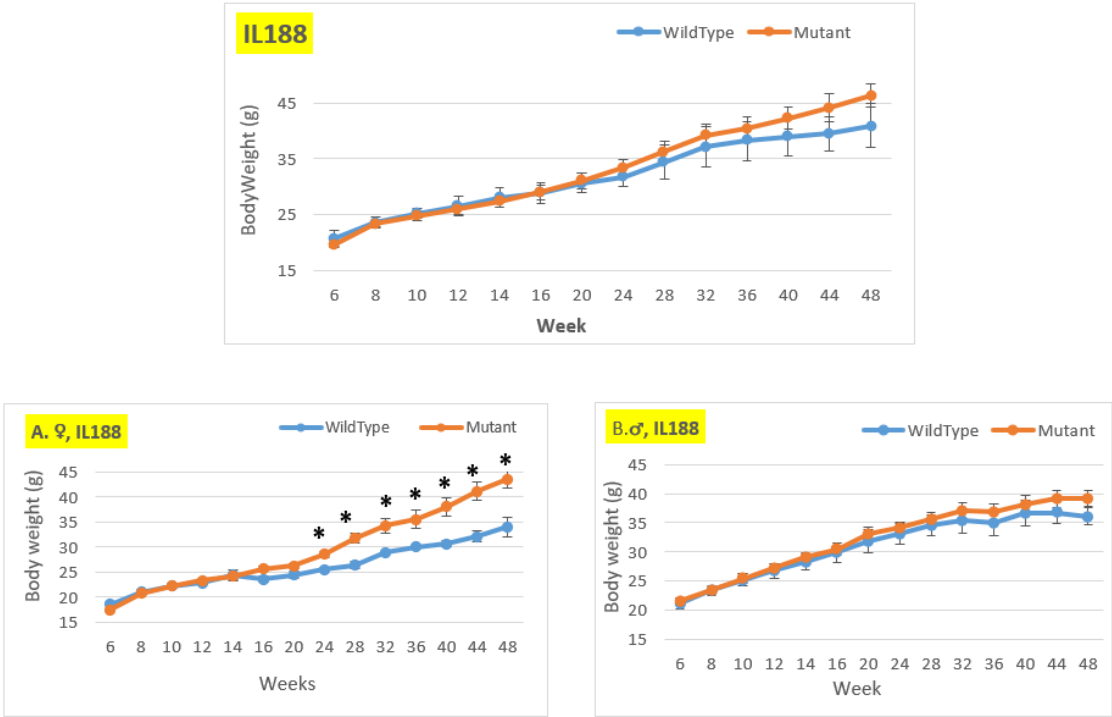 IL188
WildType Mutant
BodyWeight (g)
45
35
25
15
6 8 10 12 14 16 20 24 28 32 36 40 44 48
Week
A. ♀, IL188
WildType Mutant
Body weight (g)
45
40
35
30
25
20
15
* * * * * * *
6 8 10 12 14 16 20 24 28 32 36 40 44 48
Weeks
B.♂, IL188
WildType Mutant
Body weight (g)
45
40
35
30
25
20
15
6 8 10 12 14 16 20 24 28 32 36 40 44 48
Week